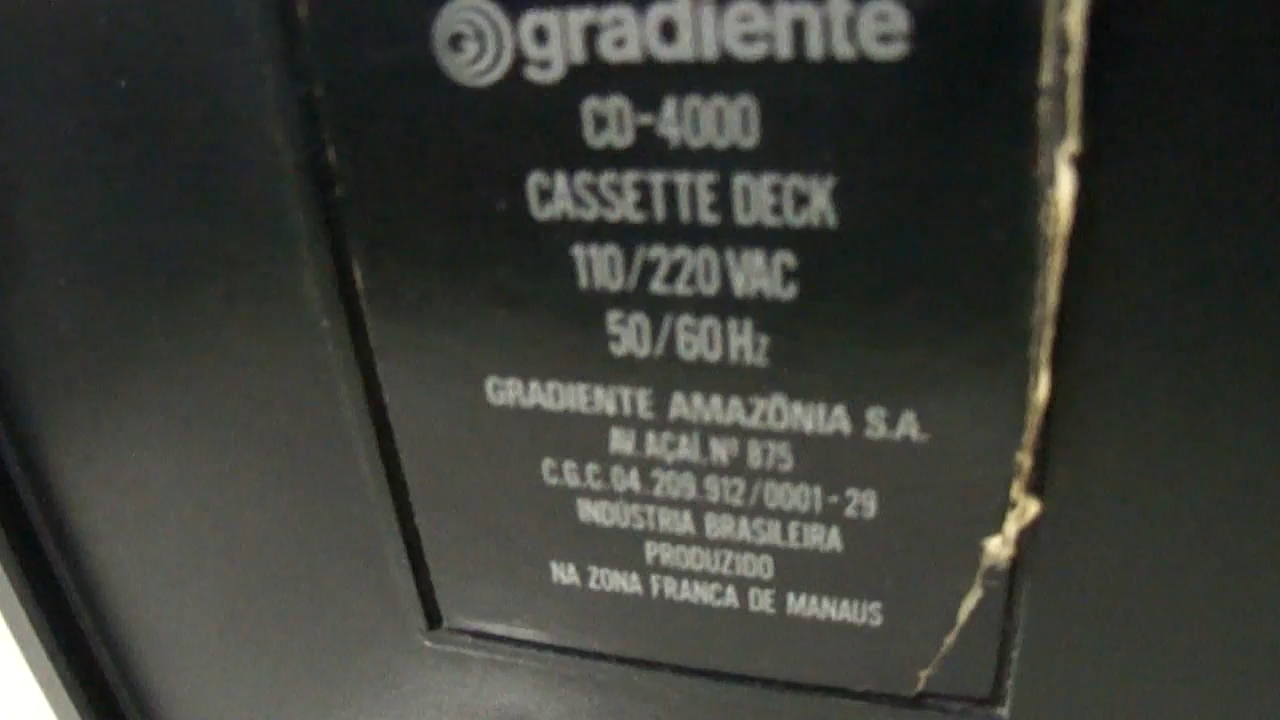 gradiente
CD-4000
CASSETTE DECK
110/220 VAC
50/60 Hz
GRADIENTE AMAZÔNIA S.A.
AV. AÇAÍ, Nº 875
C.G.C. 04.209.912/0001-29
INDÚSTRIA BRASILEIRA
PRODUZIDO
NA ZONA FRANCA DE MANAUS